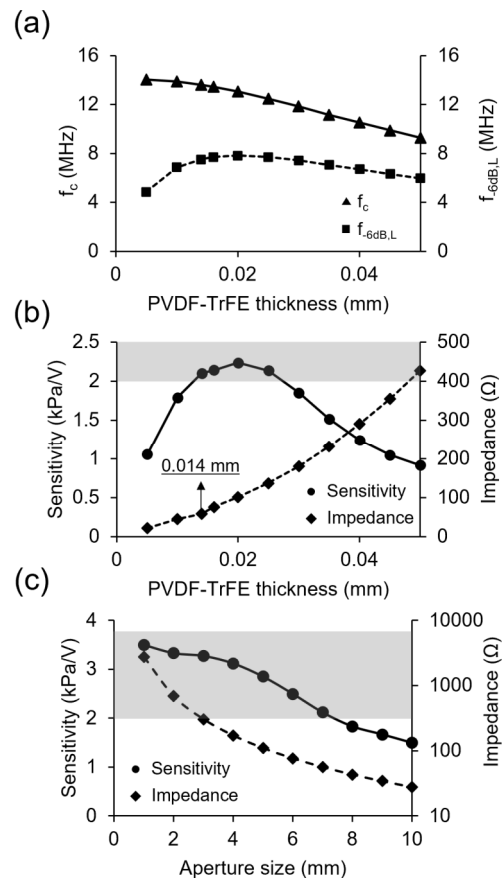 (a)
16
12
8
4
0
f_c (MHz)
16
12
8
4
0
f_-6dB,L (MHz)
f_c
f_-6dB,L
0
0.02
0.04
PVDF-TrFE thickness (mm)
(b)
2.5
2
1.5
1
0.5
0
Sensitivity (kPa/V)
500
400
300
200
100
0
Impedance (Ω)
0.014 mm
Sensitivity
Impedance
0
0.02
0.04
PVDF-TrFE thickness (mm)
(c)
4
3
2
1
0
Sensitivity (kPa/V)
10000
1000
100
10
Impedance (Ω)
Sensitivity
Impedance
0
2
4
6
8
10
Aperture size (mm)